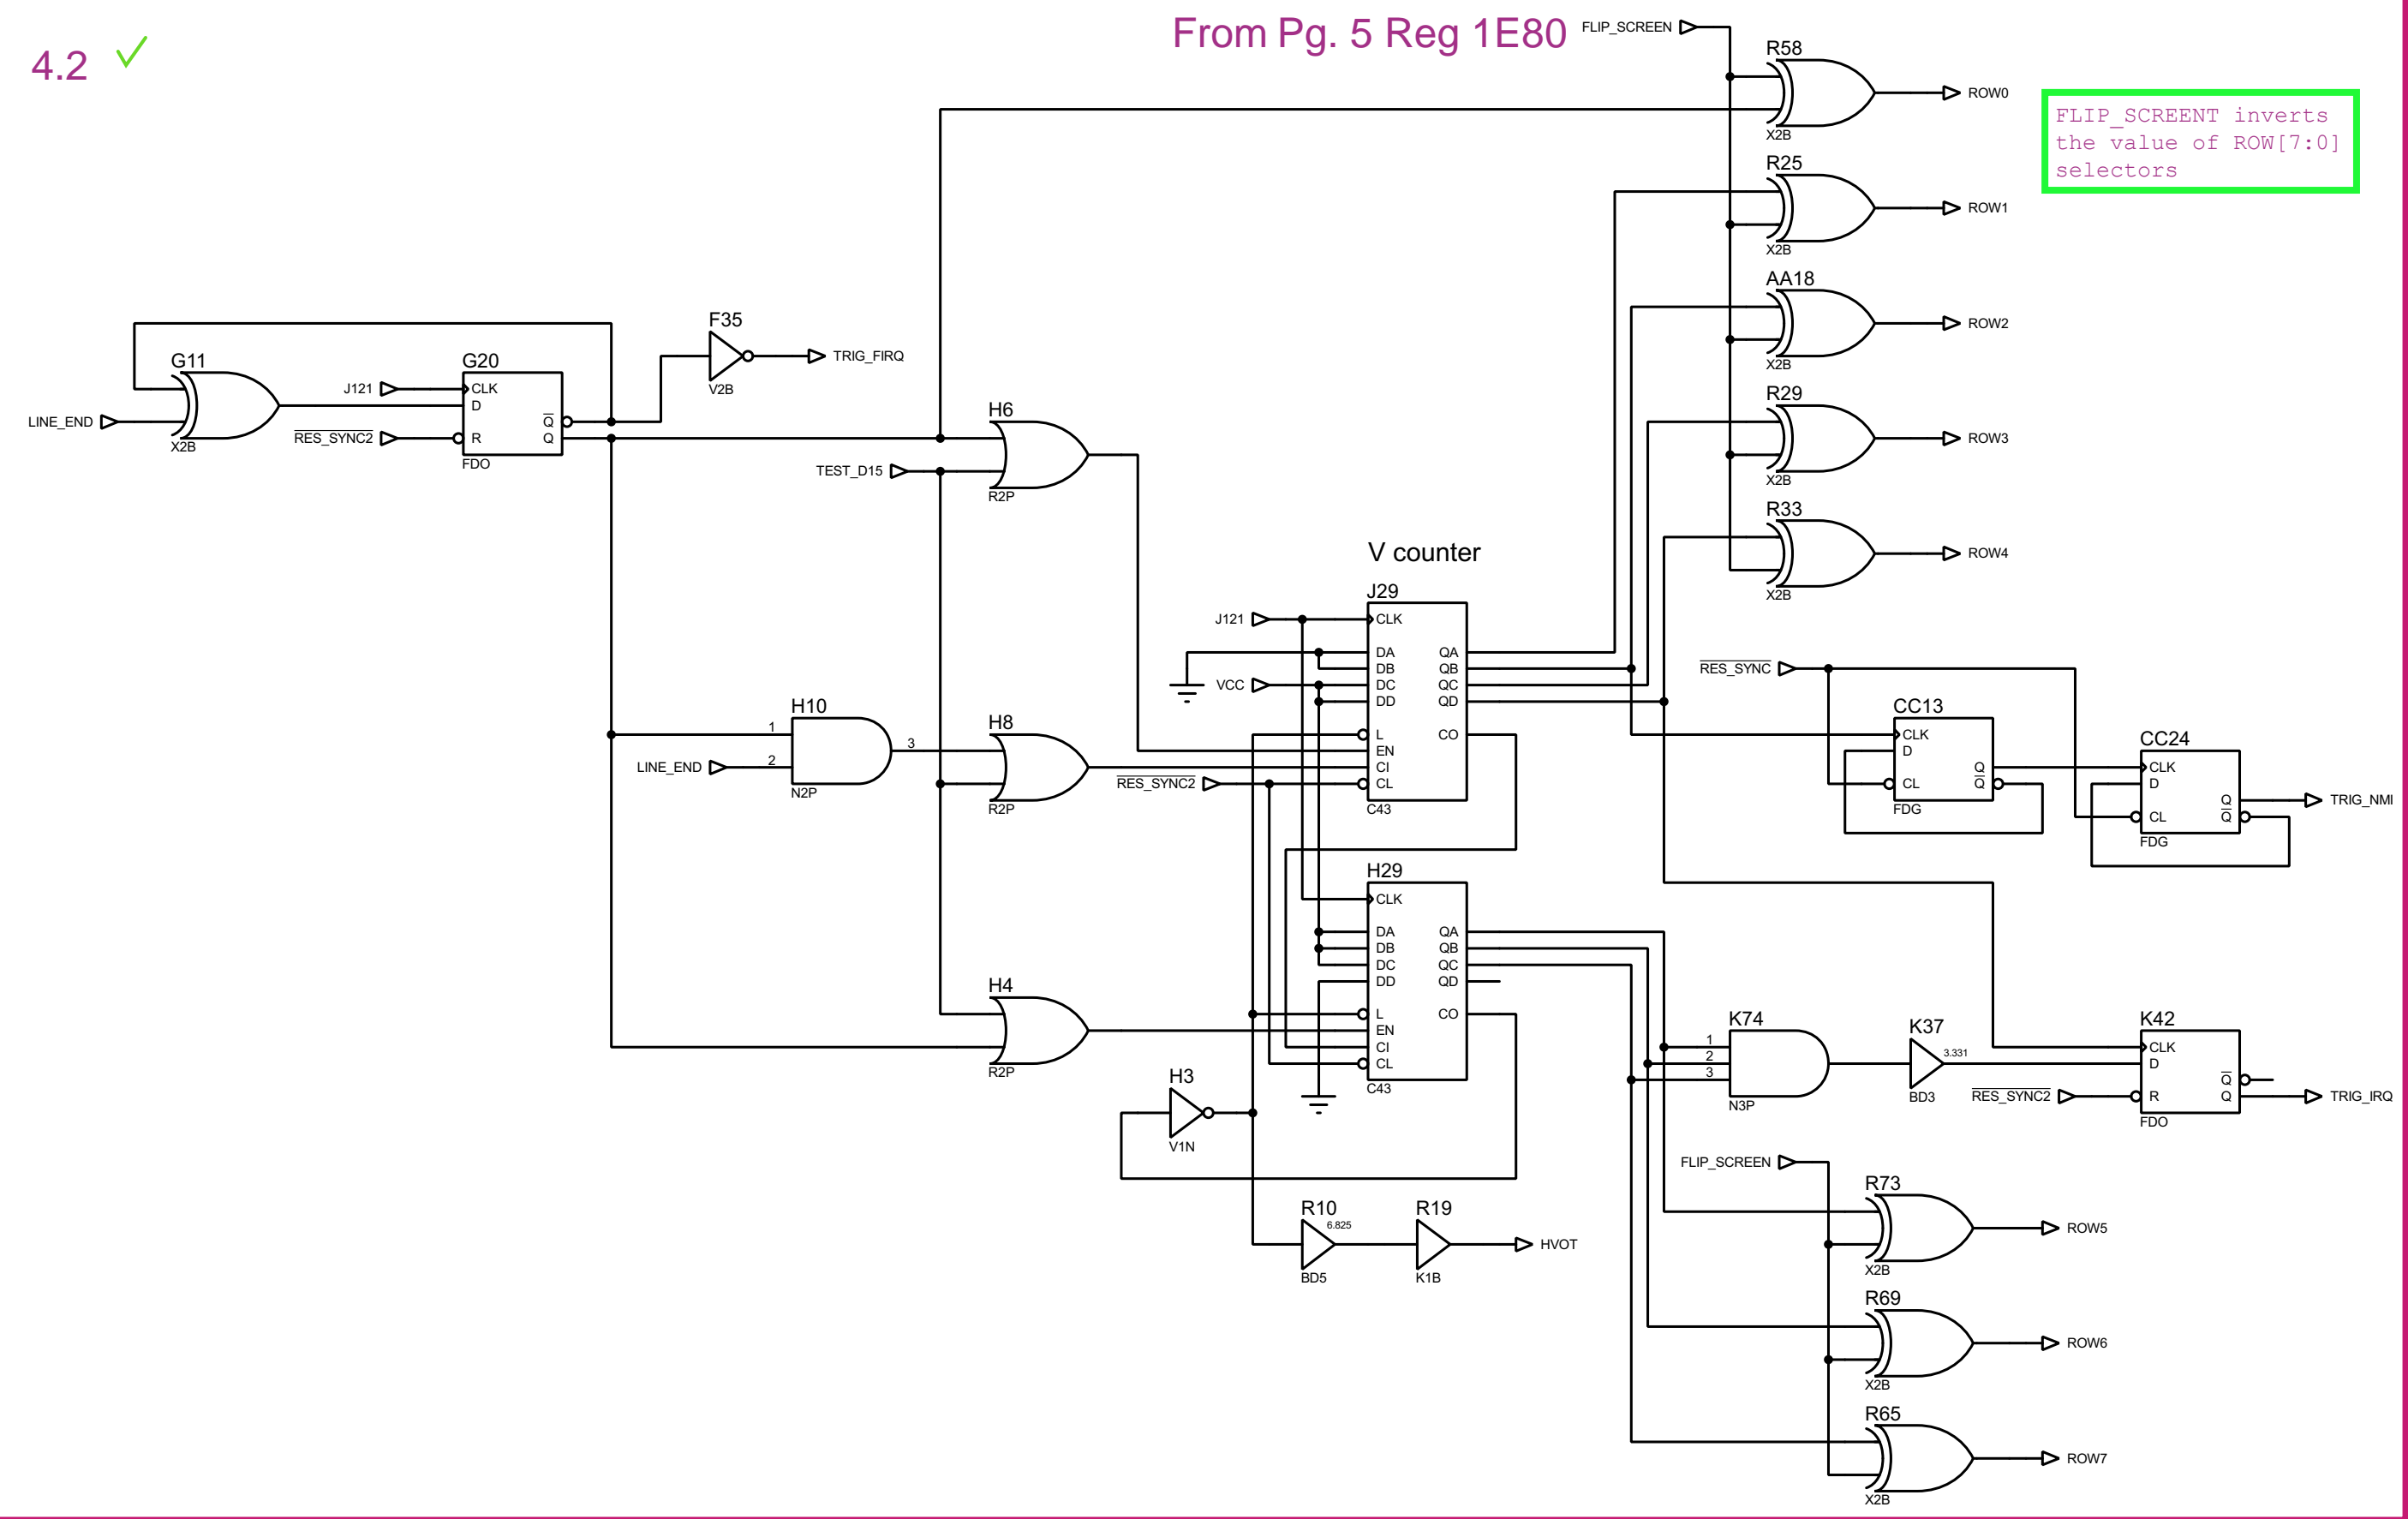 From Pg. 5 Reg 1E80
FLIP_SCREEN
4.2
R58
X2B
ROW0
FLIP_SCREENT inverts
the value of ROW[7:0]
selectors
R25
X2B
ROW1
AA18
X2B
ROW2
R29
X2B
ROW3
R33
X2B
ROW4
G11
X2B
LINE_END
J121
RES_SYNC2
G20
CLK
D
R
Q
Q
FDO
F35
V2B
TRIG_FIRQ
H6
R2P
TEST_D15
H10
1
2
3
N2P
LINE_END
H8
R2P
H4
R2P
V counter
J29
J121
VCC
RES_SYNC2
CLK
DA
DB
DC
DD
L
EN
CI
CL
QA
QB
QC
QD
CO
C43
H29
CLK
DA
DB
DC
DD
L
EN
CI
CL
QA
QB
QC
QD
CO
C43
H3
V1N
R10
6.825
BD5
R19
K1B
HVOT
RES_SYNC
CC13
CLK
D
CL
Q
Q
FDG
CC24
CLK
D
CL
Q
Q
FDG
TRIG_NMI
K74
1
2
3
N3P
K37
3.331
BD3
RES_SYNC2
K42
CLK
D
R
Q
Q
FDO
TRIG_IRQ
FLIP_SCREEN
R73
X2B
ROW5
R69
X2B
ROW6
R65
X2B
ROW7